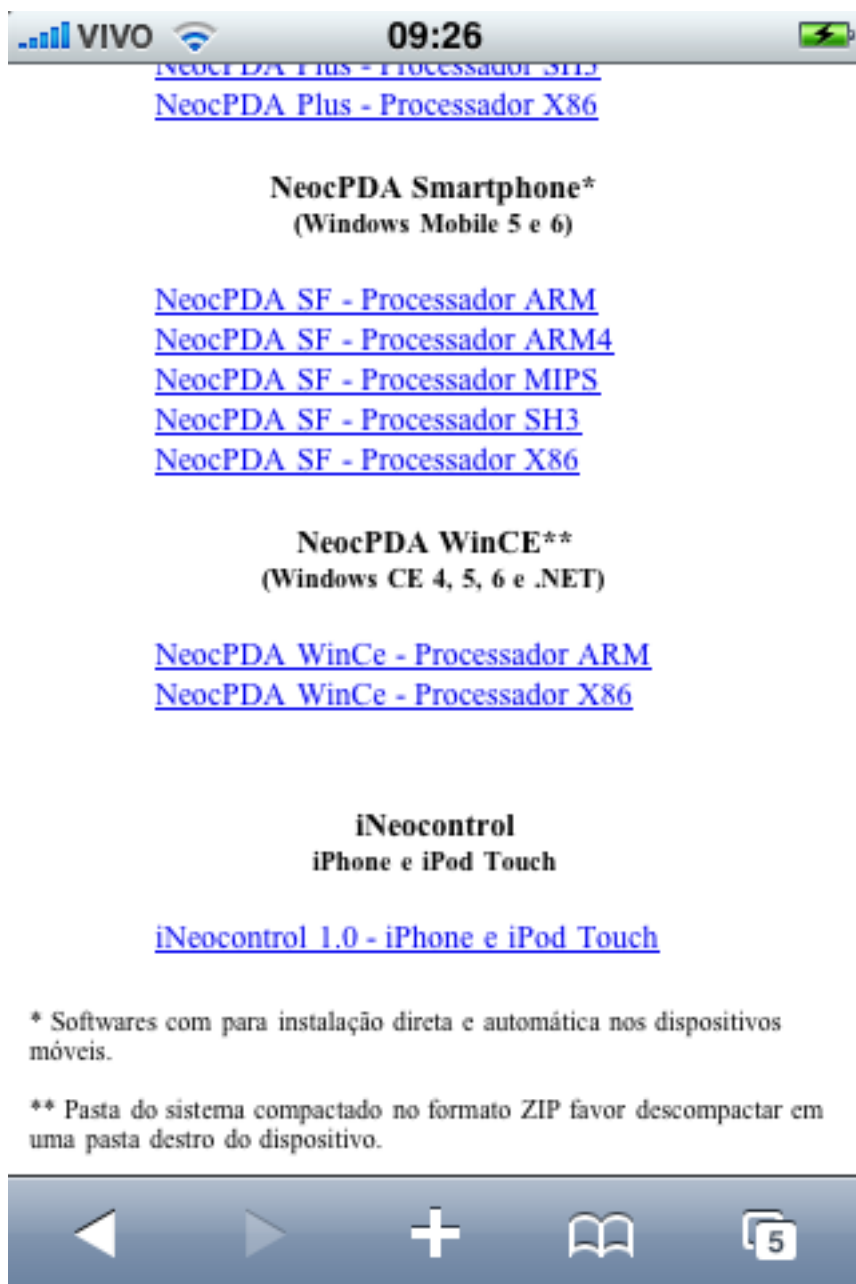 VIVO 09:26
NeocPDA Plus - Processador
NeocPDA Plus - Processador X86
NeocPDA Smartphone*
(Windows Mobile 5 e 6)
NeocPDA SF - Processador ARM
NeocPDA SF - Processador ARM4
NeocPDA SF - Processador MIPS
NeocPDA SF - Processador SH3
NeocPDA SF - Processador X86
NeocPDA WinCE**
(Windows CE 4, 5, 6 e .NET)
NeocPDA WinCe - Processador ARM
NeocPDA WinCe - Processador X86
iNeocontrol
iPhone e iPod Touch
iNeocontrol 1.0 - iPhone e iPod Touch
* Softwares com para instalação direta e automática nos dispositivos
móveis.
** Pasta do sistema compactado no formato ZIP favor descompactar em
uma pasta destro do dispositivo.
5